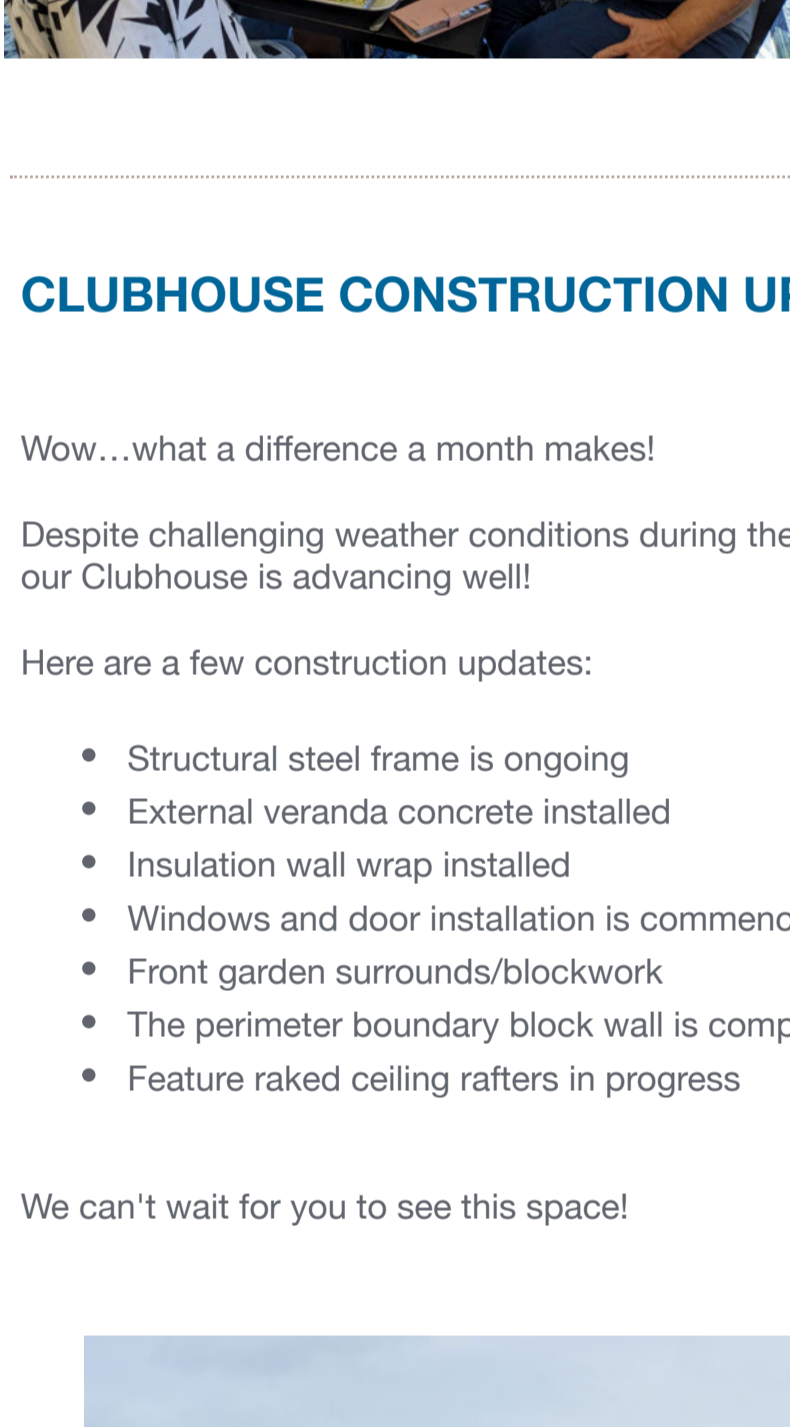 CLUBHOUSE CONSTRUCTION
Wow…what a difference a month makes!
Despite challenging weather conditions during the
our Clubhouse is advancing well!
Here are a few construction updates:
• Structural steel frame is ongoing
• External veranda concrete installed
• Insulation wall wrap installed
• Windows and door installation is
• Front garden surrounds/blockwork
• The perimeter boundary block wall is
• Feature raked ceiling rafters in progress
We can't wait for you to see this space!